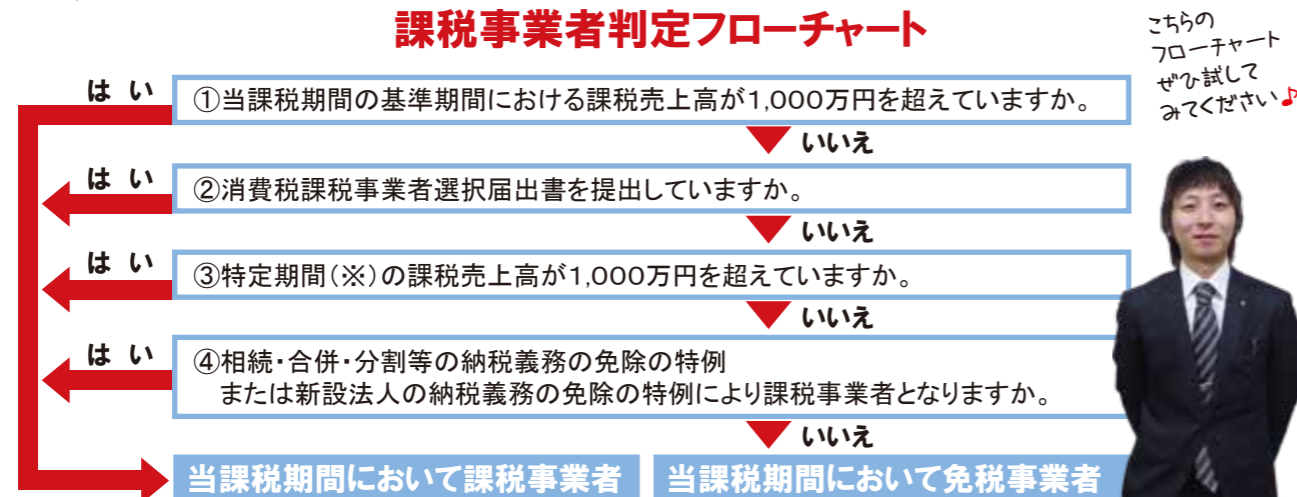 課税事業者判定フローチャート
こちらの
フローチャート
ぜひ試して
みてください♪
はい
①当課税期間の基準期間における課税売上高が1,000万円を超えていますか。
いいえ
はい
②消費税課税事業者選択届出書を提出していますか。
いいえ
はい
③特定期間(※)の課税売上高が1,000万円を超えていますか。
いいえ
はい
④相続・合併・分割等の納税義務の免除の特例
または新設法人の納税義務の免除の特例により課税事業者となりますか。
いいえ
当課税期間において課税事業者
当課税期間において免税事業者